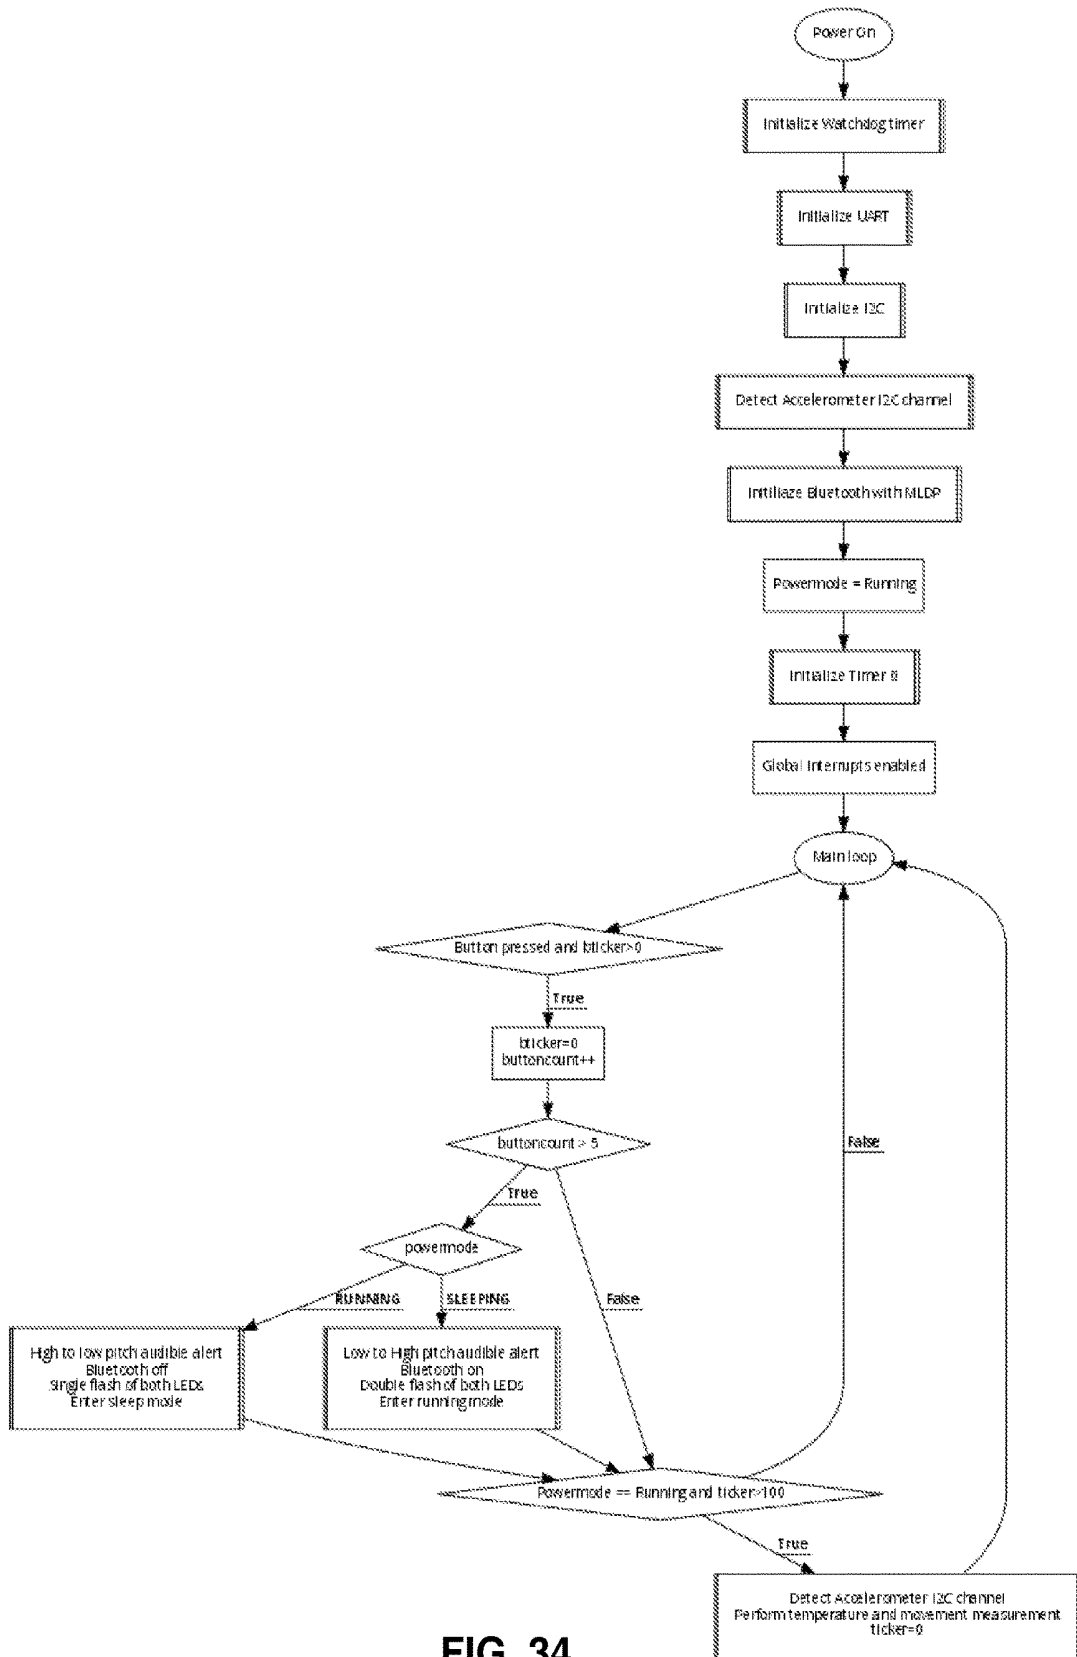 Power On
Initialize Watchdog timer
Initialize UART
Initialize I2C
Detect Accelerometer I2C channel
Initiliaze Bluetooth with MLDP
Powermode = Running
Initialize Timer 0
Global Interrupts enabled
Main loop
Button pressed and bticker>0
True
bticker=0
buttoncount++
buttoncount > 5
False
True
powermode
RUNNING
SLEEPING
False
High to low pitch audible alert
Bluetooth off
Single flash of both LEDs
Enter sleep mode
Low to High pitch audible alert
Bluetooth on
Double flash of both LEDs
Enter running mode
Powermode == Running and ticker>100
True
Detect Accelerometer I2C channel
Perform temperature and movement measurement
ticker=0
FIG. 34